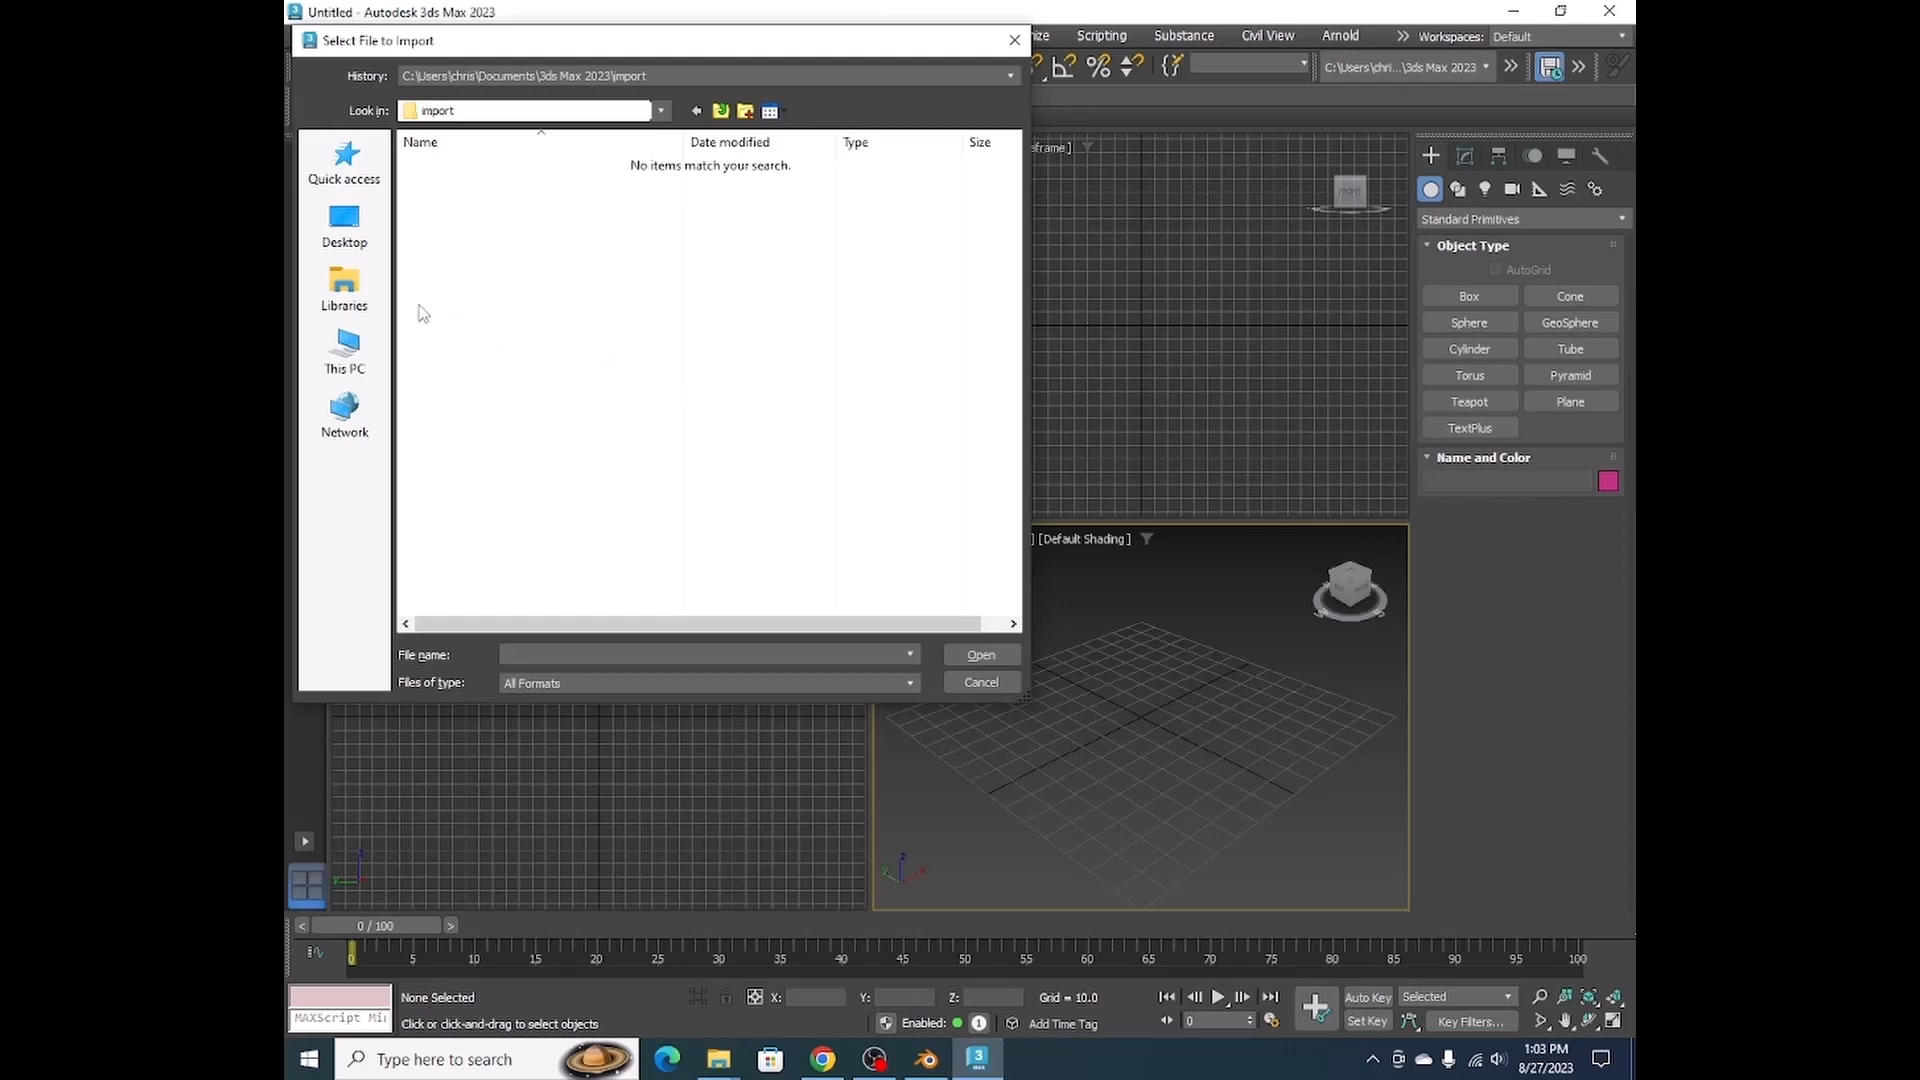 Untitled - Autodesk 3ds Max 2023
Select File to Import
Scripting
Substance
Civil View
Arnold
Workspaces: Default
History: C:\Users\chris\Documents\3ds Max 2023\import
C:\Users\chri...\3ds Max 2023
Look in: import
Name
Date modified
Type
Size
No items match your search.
Quick access
Desktop
Libraries
This PC
Network
File name:
Open
Files of type: All Formats
Cancel
FRONT
[Default Shading ]
Standard Primitives
Object Type
AutoGrid
Box
Cone
Sphere
GeoSphere
Cylinder
Tube
Torus
Pyramid
Teapot
Plane
TextPlus
Name and Color
z
y
z
y
x
< 0 / 100 >
0 5 10 15 20 25 30 35 40 45 50 55 60 65 70 75 80 85 90 95 100
None Selected
X:
Y:
Z:
Grid = 10.0
Auto Key
Selected
MAXScript Mi
Click or click-and-drag to select objects
Enabled:
1
Add Time Tag
0
Set Key
Key Filters...
Type here to search
3
MAX
1:03 PM
8/27/2023